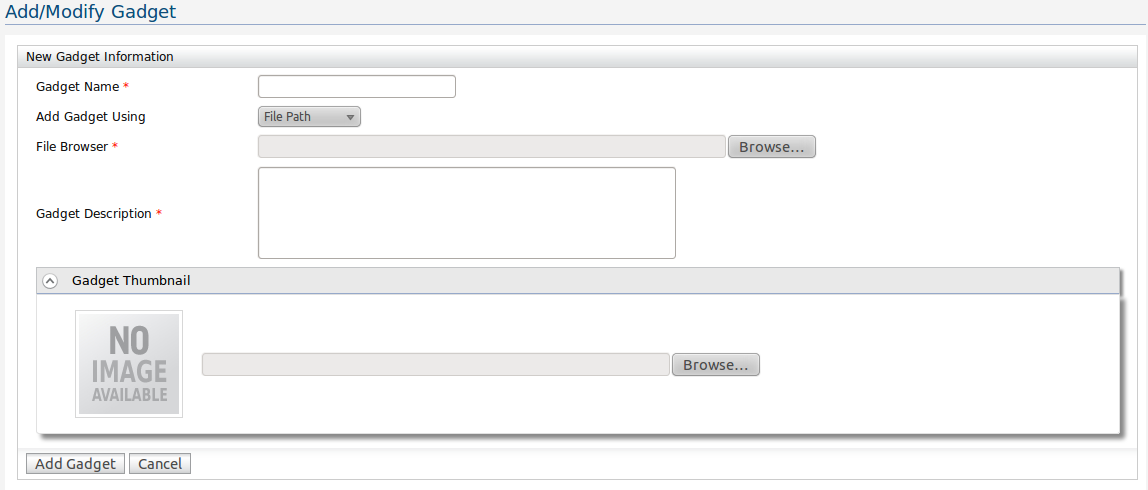 Add/Modify Gadget
New Gadget Information
Gadget Name *
Add Gadget Using File Path
File Browser * Browse...
Gadget Description *
Gadget Thumbnail
NO
IMAGE
AVAILABLE
Browse...
Add Gadget Cancel